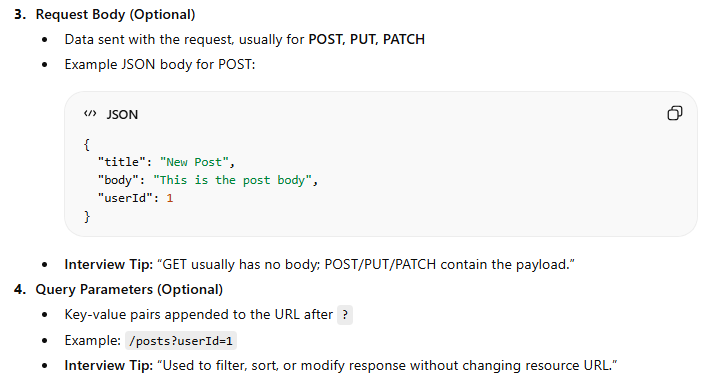 3. Request Body (Optional)
• Data sent with the request, usually for POST, PUT, PATCH
• Example JSON body for POST:
</> JSON
{
  "title": "New Post",
  "body": "This is the post body",
  "userId": 1
}
• Interview Tip: “GET usually has no body; POST/PUT/PATCH contain the payload.”
4. Query Parameters (Optional)
• Key-value pairs appended to the URL after ?
• Example: /posts?userId=1
• Interview Tip: “Used to filter, sort, or modify response without changing resource URL.”